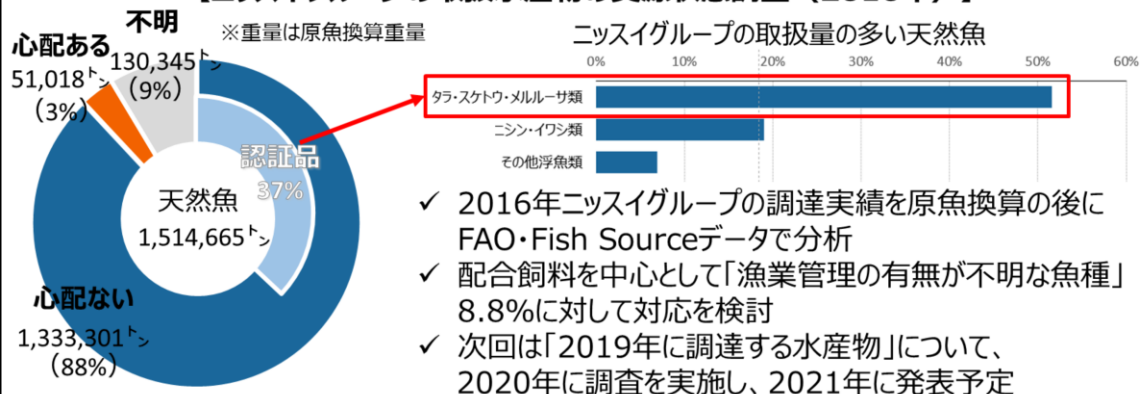 ※重量は原魚換算重量
不明
130,345㌧
(9%)
心配ある
51,018㌧
(3%)
認証品
37%
天然魚
1,514,665㌧
心配ない
1,333,301㌧
(88%)
ニッスイグループの取扱量の多い天然魚
0% 10% 20% 30% 40% 50% 60%
タラ・スケトウ・メルルーサ類
ニシン・イワシ類
その他浮魚類
✓ 2016年ニッスイグループの調達実績を原魚換算の後に
FAO・Fish Sourceデータで分析
✓ 配合飼料を中心として「漁業管理の有無が不明な魚種」
8.8%に対して対応を検討
✓ 次回は「2019年に調達する水産物」について、
2020年に調査を実施し、2021年に発表予定